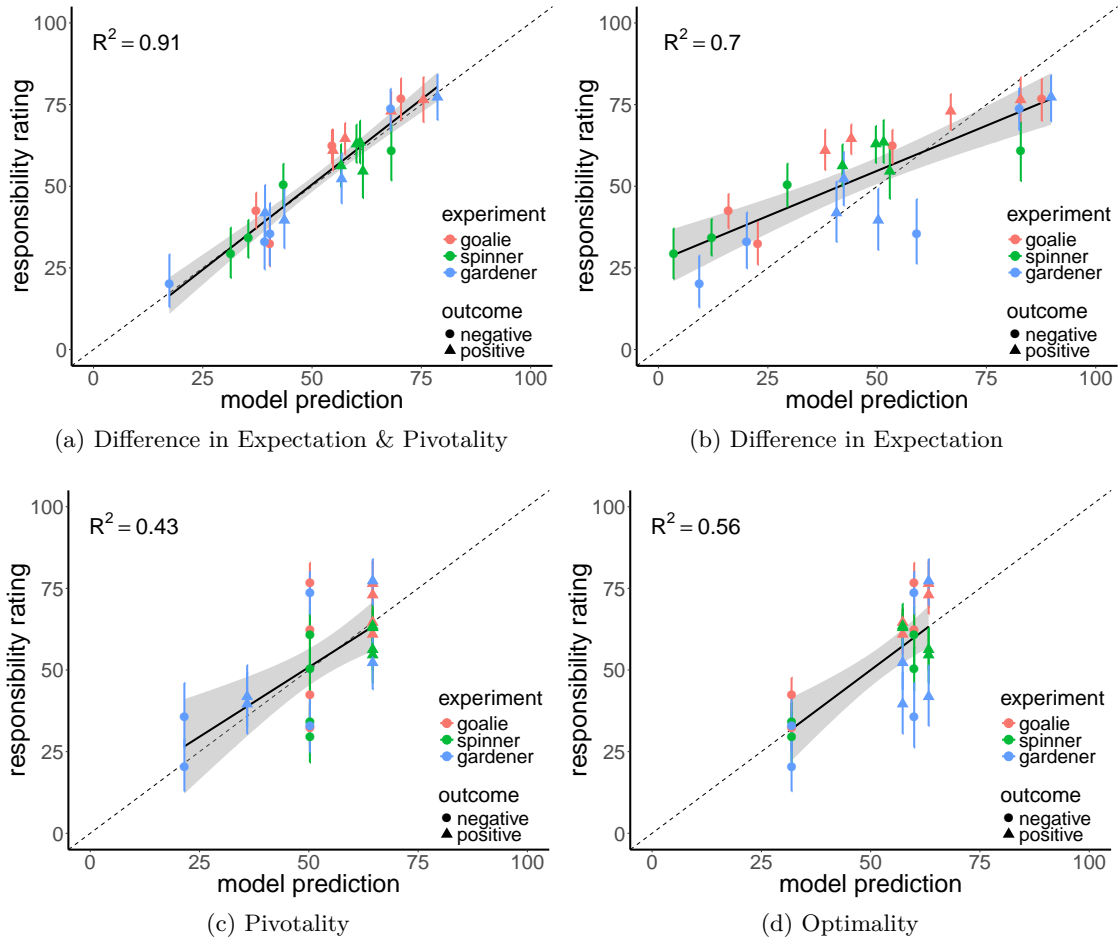 R² = 0.91
100
75
50
25
0
responsibility rating
experiment
goalie
spinner
gardener
outcome
negative
positive
0 25 50 75 100
model prediction
(a) Difference in Expectation & Pivotality
R² = 0.7
100
75
50
25
0
responsibility rating
experiment
goalie
spinner
gardener
outcome
negative
positive
0 25 50 75 100
model prediction
(b) Difference in Expectation
R² = 0.43
100
75
50
25
0
responsibility rating
experiment
goalie
spinner
gardener
outcome
negative
positive
0 25 50 75 100
model prediction
(c) Pivotality
R² = 0.56
100
75
50
25
0
responsibility rating
experiment
goalie
spinner
gardener
outcome
negative
positive
0 25 50 75 100
model prediction
(d) Optimality